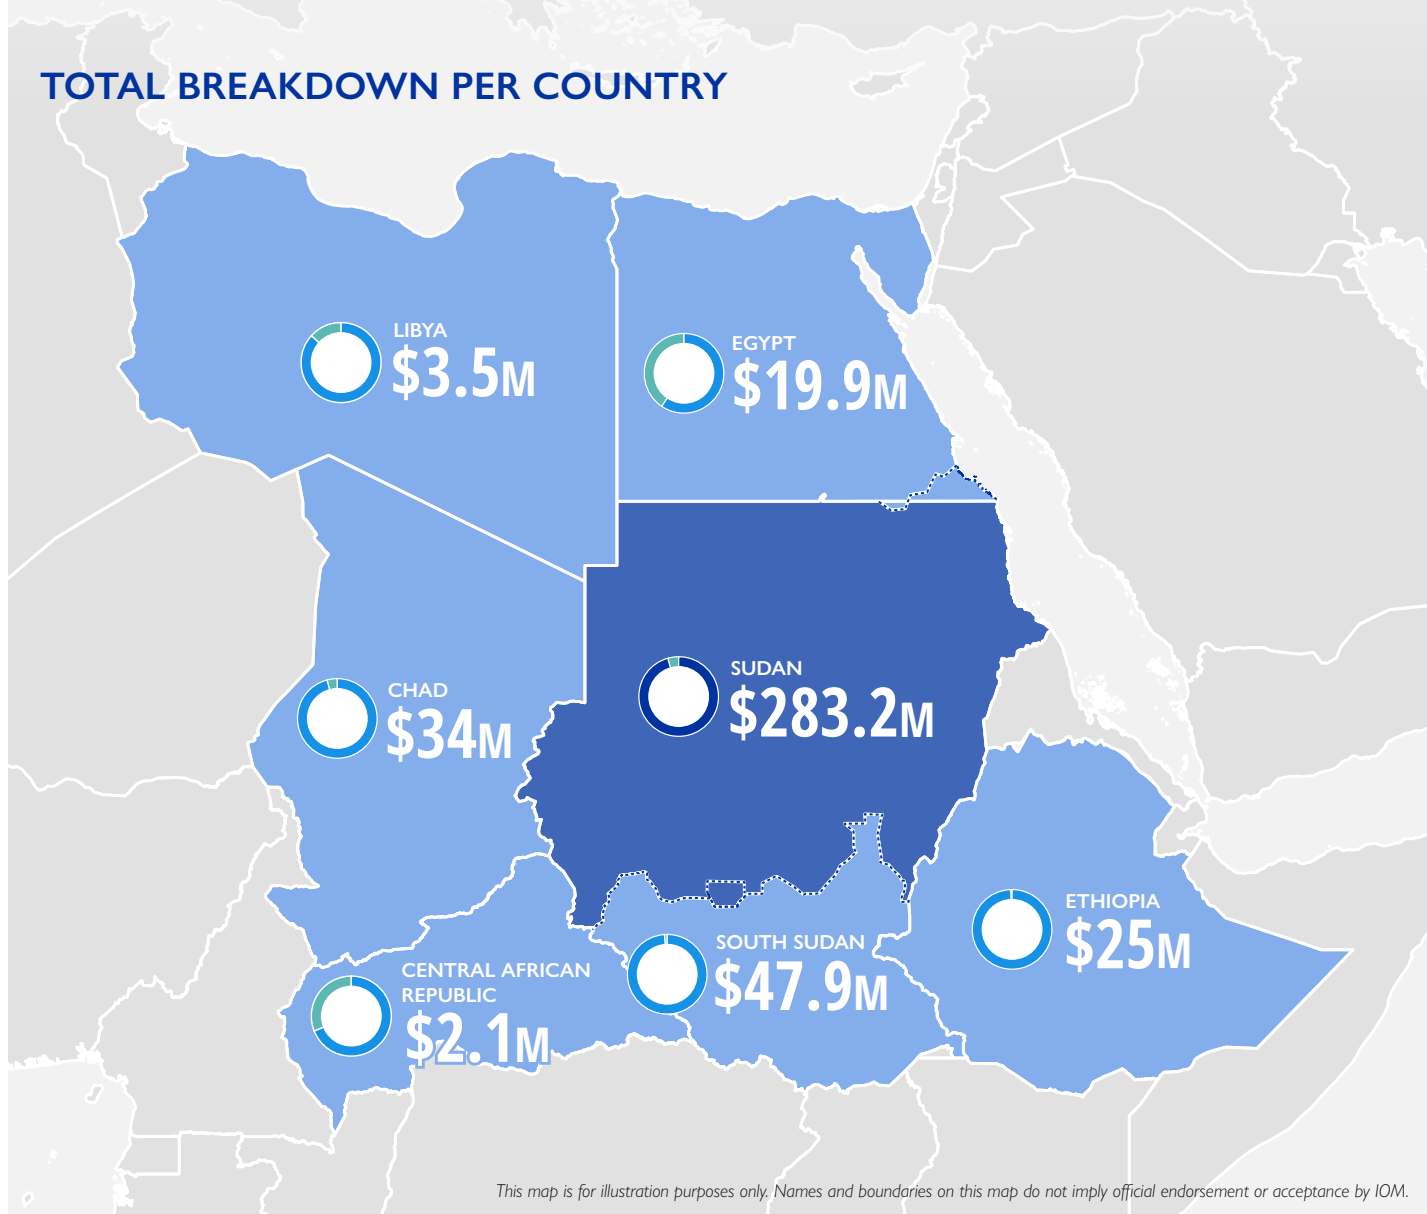 TOTAL BREAKDOWN PER COUNTRY
LIBYA
$3.5M
EGYPT
$19.9M
CHAD
$34M
SUDAN
$283.2M
ETHIOPIA
$25M
SOUTH SUDAN
$47.9M
CENTRAL AFRICAN
REPUBLIC
$2.1M
This map is for illustration purposes only. Names and boundaries on this map do not imply official endorsement or acceptance by IOM.